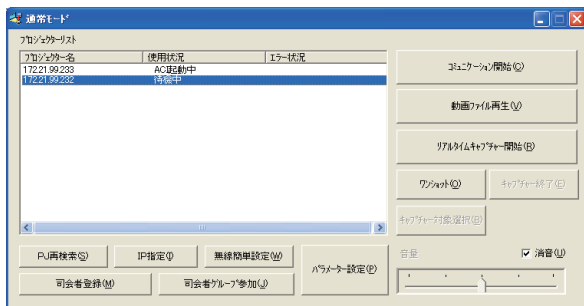 通常モード
プロジェクターリスト
プロジェクター名 使用状況 エラー状況
172.21.99.233 AC起動中
172.21.99.232 待機中
コミュニケーション開始(C)
動画ファイル再生(V)
リアルタイムキャプチャー開始(R)
ワンショット(O) キャプチャー終了(E)
キャプチャー対象選択(B)
PJ再検索(S) IP指定(I) 無線簡単設定(W)
パラメーター設定(P)
司会者登録(M) 司会者グループ参加(J)
音量 消音(U)